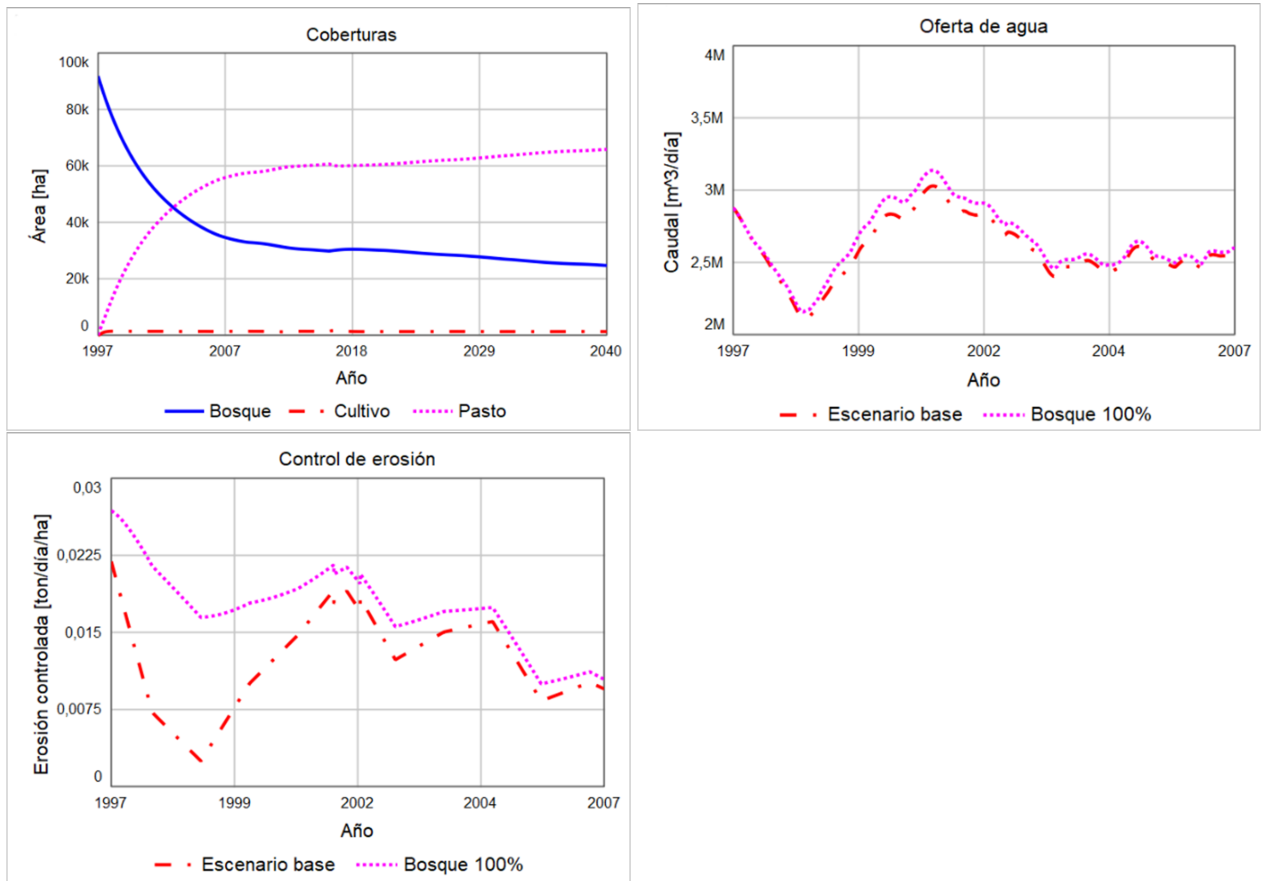 Coberturas
Área [ha]
100k
80k
60k
40k
20k
0
1997 2007 2018 2029 2040
Año
Bosque Cultivo Pasto
Oferta de agua
Caudal [m^3/día]
4M
3,5M
3M
2,5M
2M
1997 1999 2002 2004 2007
Año
Escenario base Bosque 100%
Control de erosión
Erosión controlada [ton/día/ha]
0,03
0,0225
0,015
0,0075
0
1997 1999 2002 2004 2007
Año
Escenario base Bosque 100%